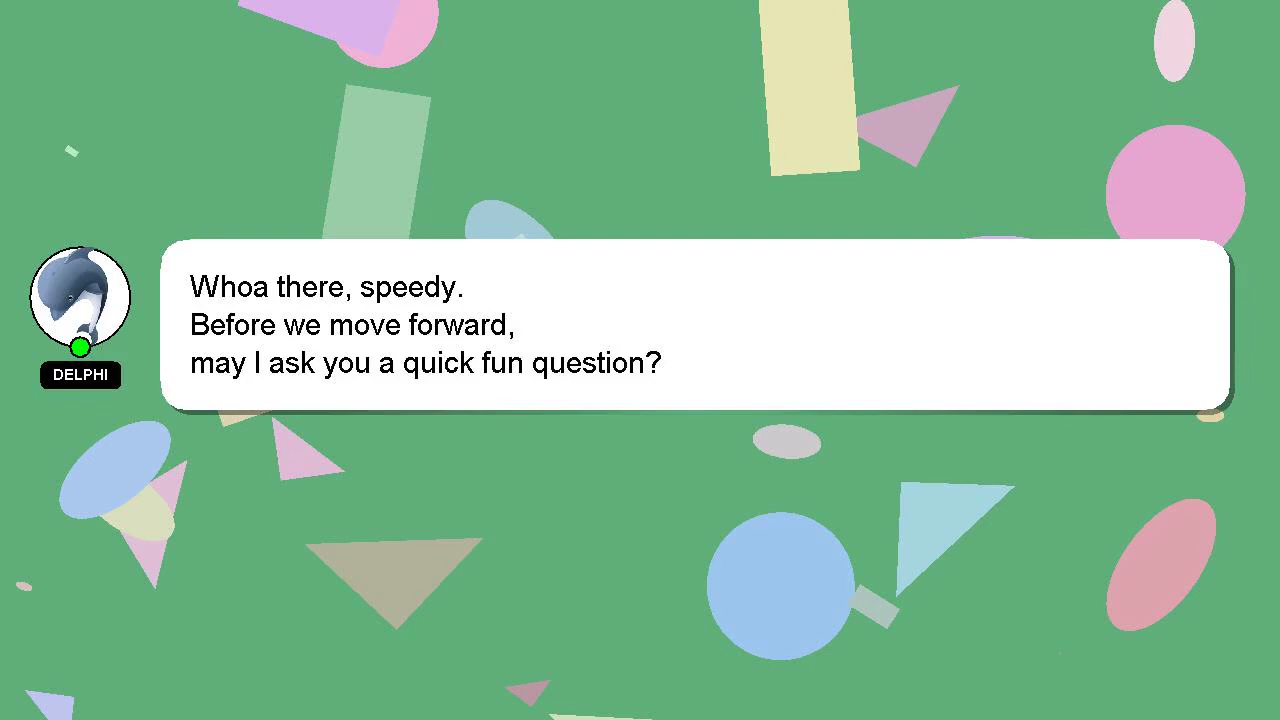 Whoa there, speedy.
Before we move forward,
may I ask you a quick fun question?
DELPHI